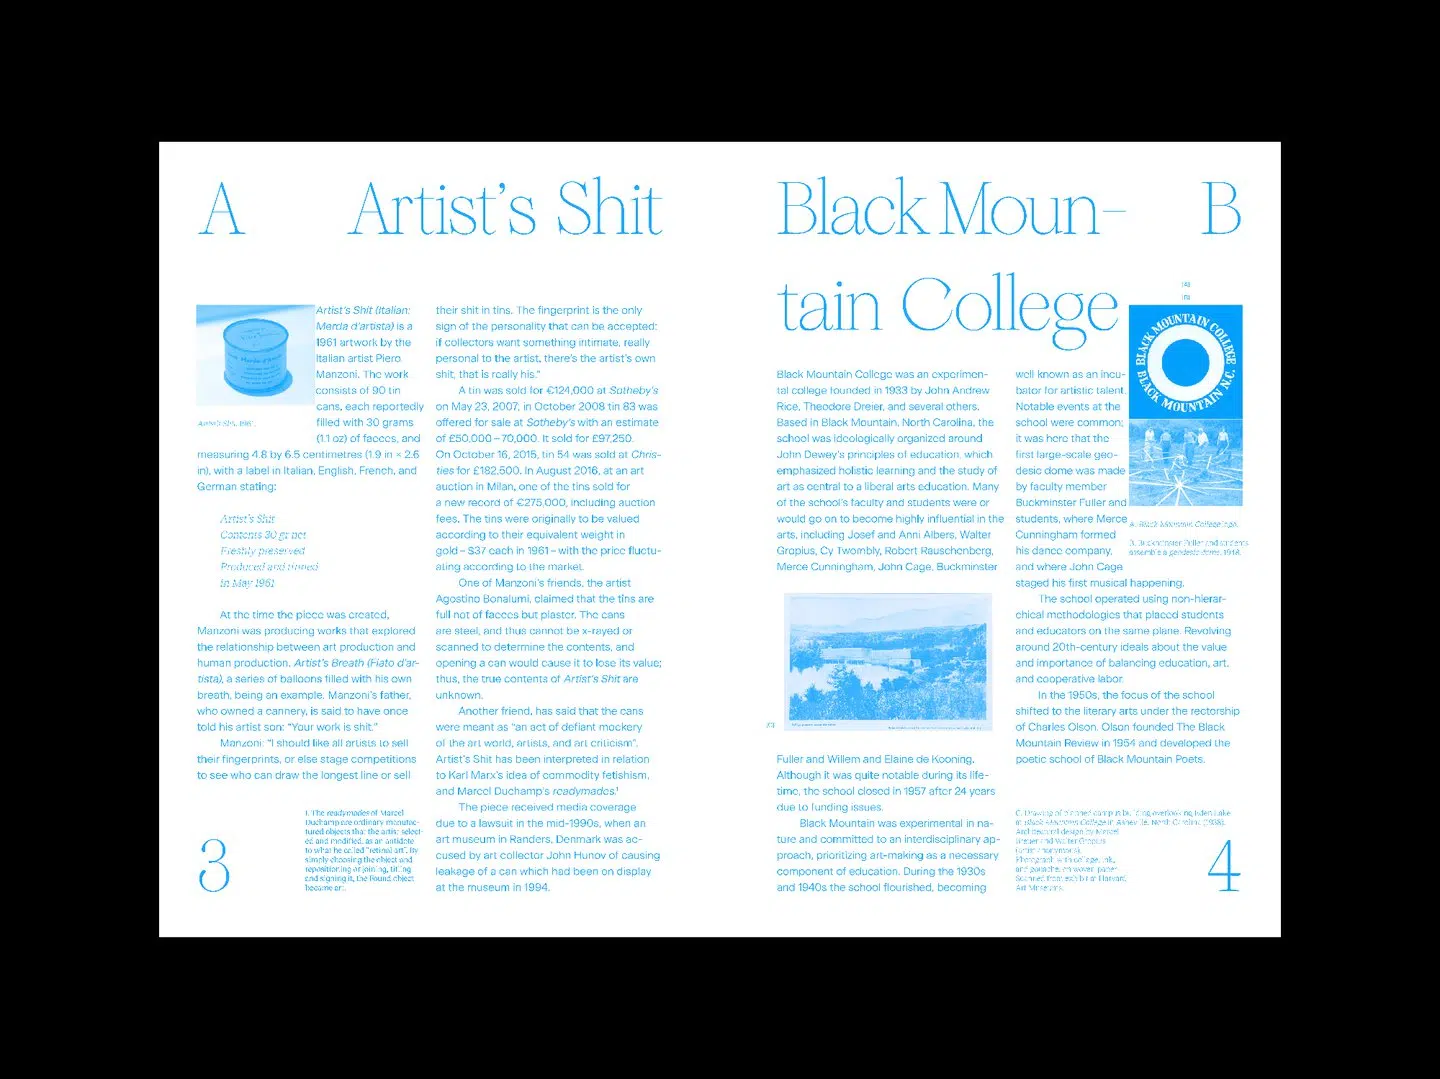 A
Artist's Shit
Artist's Shit (Italian:
Merda d'artista) is a
1961 artwork by the
Italian artist Piero
Manzoni. The work
consists of 90 tin
cans, each reportedly
filled with 30 grams
(1.1 oz) of faeces, and
measuring 4.8 by 6.5 centimetres (1.9 in × 2.6
in), with a label in Italian, English, French, and
German stating:
Artist's Shit, 1961.
Artist's Shit
Contents 30 gr net
Freshly preserved
Produced and tinned
in May 1961
At the time the piece was created,
Manzoni was producing works that explored
the relationship between art production and
human production, Artist's Breath (Fiato d'ar-
tista), a series of balloons filled with his own
breath, being an example. Manzoni's father,
who owned a cannery, is said to have once
told his artist son: "Your work is shit."
Manzoni: "I should like all artists to sell
their fingerprints, or else stage competitions
to see who can draw the longest line or sell
their shit in tins. The fingerprint is the only
sign of the personality that can be accepted:
if collectors want something intimate, really
personal to the artist, there's the artist's own
shit, that is really his."
A tin was sold for €124,000 at Sotheby's
on May 23, 2007; in October 2008 tin 83 was
offered for sale at Sotheby's with an estimate
of £50,000–70,000. It sold for £97,250.
On October 16, 2015, tin 54 was sold at Chris-
ties for £182,500. In August 2016, at an art
auction in Milan, one of the tins sold for
a new record of €275,000, including auction
fees. The tins were originally to be valued
according to their equivalent weight in
gold – $37 each in 1961 – with the price fluctu-
ating according to the market.
One of Manzoni's friends, the artist
Agostino Bonalumi, claimed that the tins are
full not of faeces but plaster. The cans
are steel, and thus cannot be x-rayed or
scanned to determine the contents, and
opening a can would cause it to lose its value;
thus, the true contents of Artist's Shit are
unknown.
Another friend, has said that the cans
were meant as "an act of defiant mockery
of the art world, artists, and art criticism".
Artist's Shit has been interpreted in relation
to Karl Marx's idea of commodity fetishism,
and Marcel Duchamp's readymades.¹
The piece received media coverage
due to a lawsuit in the mid-1990s, when an
art museum in Randers, Denmark was ac-
cused by art collector John Hunov of causing
leakage of a can which had been on display
at the museum in 1994.
1. The readymades of Marcel
Duchamp are ordinary manufac-
tured objects that the artist select-
ed and modified, as an antidote
to what he called "retinal art". By
simply choosing the object and
repositioning or joining, titling
and signing it, the Found object
became art.
3
Black Moun–
tain College
B
BLACK MOUNTAIN COLLEGE
BLACK MOUNTAIN N.C.
Black Mountain College was an experimen-
tal college founded in 1933 by John Andrew
Rice, Theodore Dreier, and several others.
Based in Black Mountain, North Carolina, the
school was ideologically organized around
John Dewey's principles of education, which
emphasized holistic learning and the study of
art as central to a liberal arts education. Many
of the school's faculty and students were or
would go on to become highly influential in the
arts, including Josef and Anni Albers, Walter
Gropius, Cy Twombly, Robert Rauschenberg,
Merce Cunningham, John Cage, Buckminster
Fuller and Willem and Elaine de Kooning.
Although it was quite notable during its life-
time, the school closed in 1957 after 24 years
due to funding issues.
Black Mountain was experimental in na-
ture and committed to an interdisciplinary ap-
proach, prioritizing art-making as a necessary
component of education. During the 1930s
and 1940s the school flourished, becoming
well known as an incu-
bator for artistic talent.
Notable events at the
school were common;
it was here that the
first large-scale geo-
desic dome was made
by faculty member
Buckminster Fuller and
students, where Merce
Cunningham formed
his dance company,
and where John Cage
staged his first musical happening.
The school operated using non-hierar-
chical methodologies that placed students
and educators on the same plane. Revolving
around 20th-century ideals about the value
and importance of balancing education, art,
and cooperative labor.
In the 1950s, the focus of the school
shifted to the literary arts under the rectorship
of Charles Olson. Olson founded The Black
Mountain Review in 1954 and developed the
poetic school of Black Mountain Poets.
A. Black Mountain College logo.
B. Buckminster Fuller and students
assemble a geodesic dome, 1948.
C. Drawing of planned campus building overlooking Eden Lake
at Black Mountain College in Asheville, North Carolina (1938).
Architectural design by Marcel
Breuer and Walter Gropius
Photograph with collage, ink,
and gouache, on woven paper
Art Museums.
4